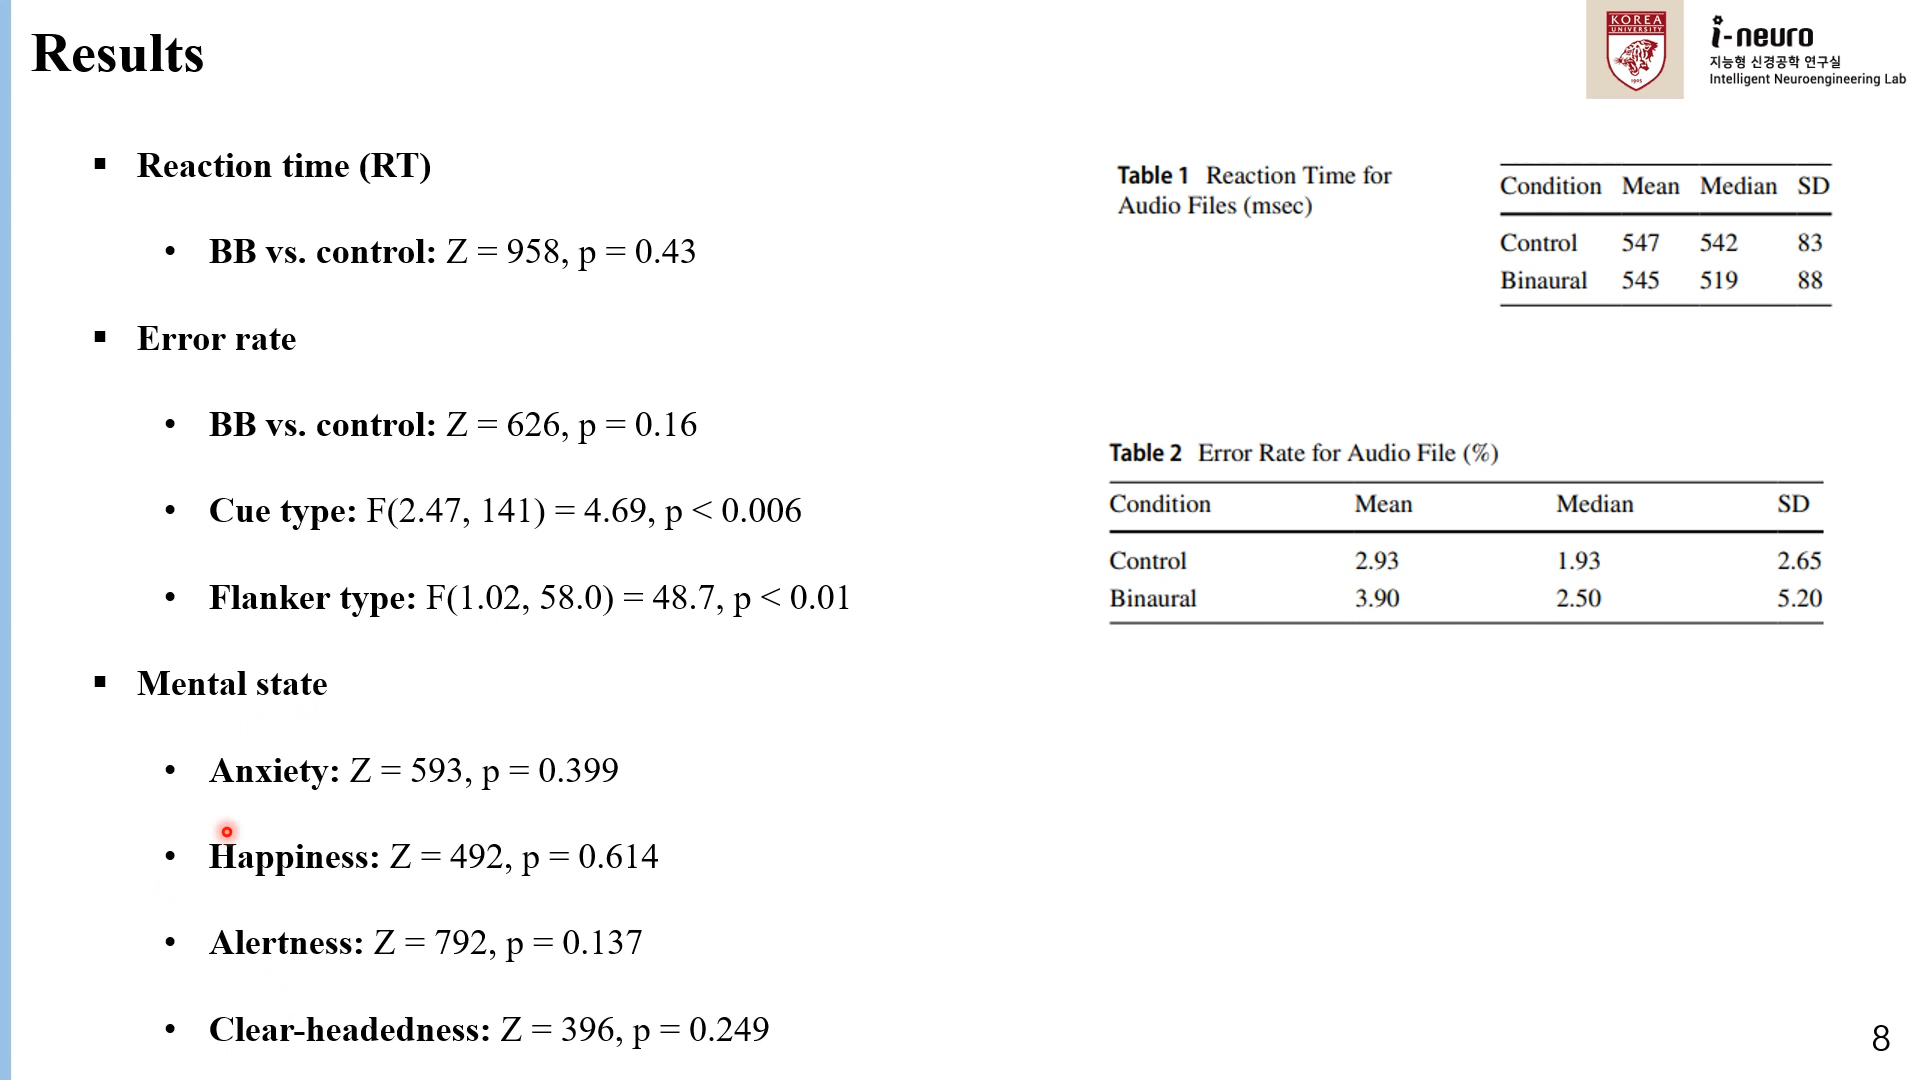 Results
KOREA
UNIVERSITY
1905
i-neuro
지능형 신경공학 연구실
Intelligent Neuroengineering Lab
▪ Reaction time (RT)
• BB vs. control: Z = 958, p = 0.43
▪ Error rate
• BB vs. control: Z = 626, p = 0.16
• Cue type: F(2.47, 141) = 4.69, p < 0.006
• Flanker type: F(1.02, 58.0) = 48.7, p < 0.01
▪ Mental state
• Anxiety: Z = 593, p = 0.399
• Happiness: Z = 492, p = 0.614
• Alertness: Z = 792, p = 0.137
• Clear-headedness: Z = 396, p = 0.249
Table 1 Reaction Time for
Audio Files (msec)
Condition Mean Median SD
Control 547 542 83
Binaural 545 519 88
Table 2 Error Rate for Audio File (%)
Condition Mean Median SD
Control 2.93 1.93 2.65
Binaural 3.90 2.50 5.20
8